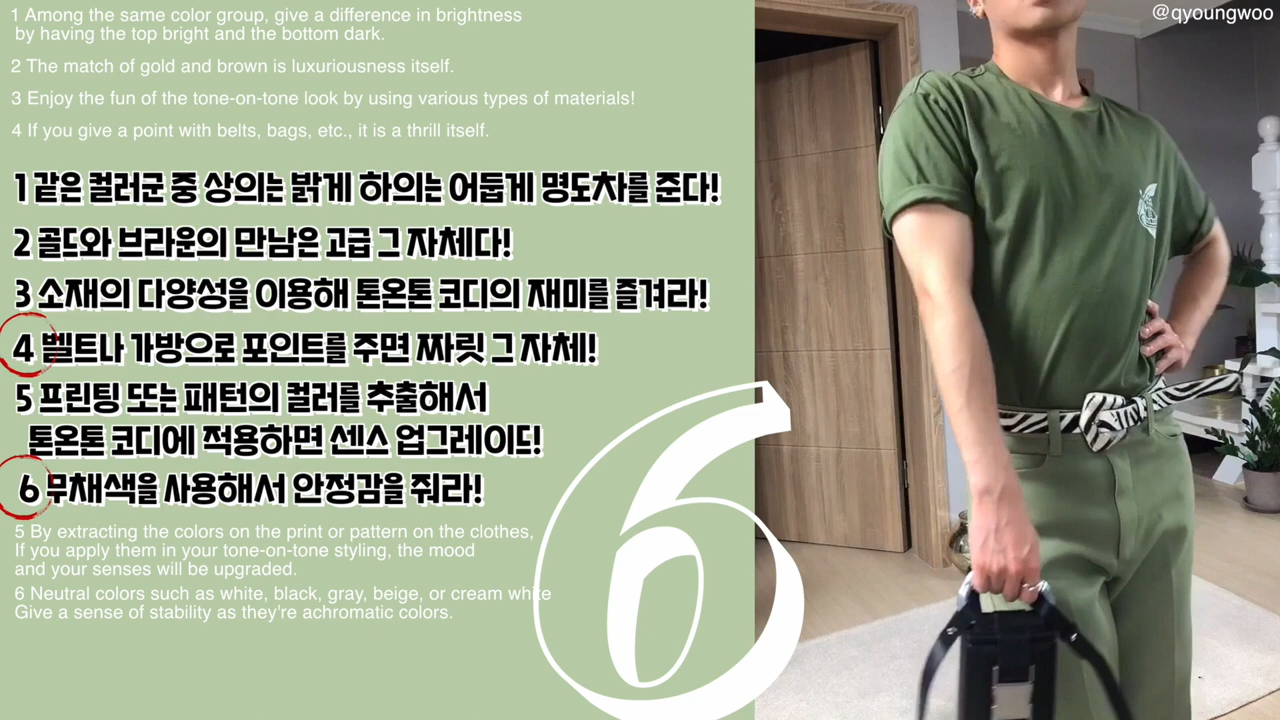 1 Among the same color group, give a difference in brightness
by having the top bright and the bottom dark.
2 The match of gold and brown is luxuriousness itself.
3 Enjoy the fun of the tone-on-tone look by using various types of materials!
4 If you give a point with belts, bags, etc., it is a thrill itself.
1 같은 컬러군 중 상의는 밝게 하의는 어둡게 명도차를 준다!
2 골드와 브라운의 만남은 고급 그 자체다!
3 소재의 다양성을 이용해 톤온톤 코디의 재미를 즐겨라!
4 벨트나 가방으로 포인트를 주면 짜릿 그 자체!
5 프린팅 또는 패턴의 컬러를 추출해서
톤온톤 코디에 적용하면 센스 업그레이드!
6 무채색을 사용해서 안정감을 줘라!
5 By extracting the colors on the print or pattern on the clothes,
If you apply them in your tone-on-tone styling, the mood
and your senses will be upgraded.
6 Neutral colors such as white, black, gray, beige, or cream white
Give a sense of stability as they're achromatic colors.
6
@qyoungwoo